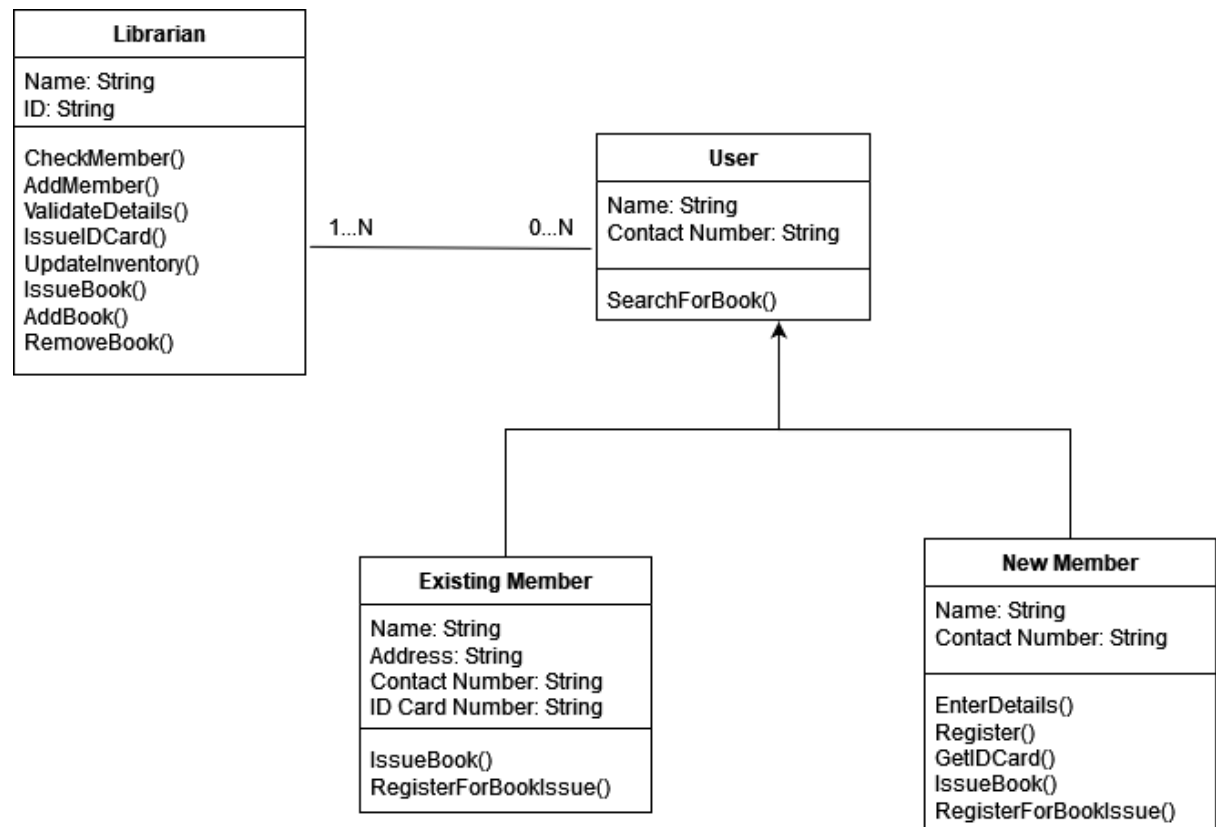 Librarian
Name: String
ID: String
CheckMember()
AddMember()
ValidateDetails()
IssueIDCard()
UpdateInventory()
IssueBook()
AddBook()
RemoveBook()
1...N
0...N
User
Name: String
Contact Number: String
SearchForBook()
Existing Member
Name: String
Address: String
Contact Number: String
ID Card Number: String
IssueBook()
RegisterForBookIssue()
New Member
Name: String
Contact Number: String
EnterDetails()
Register()
GetIDCard()
IssueBook()
RegisterForBookIssue()